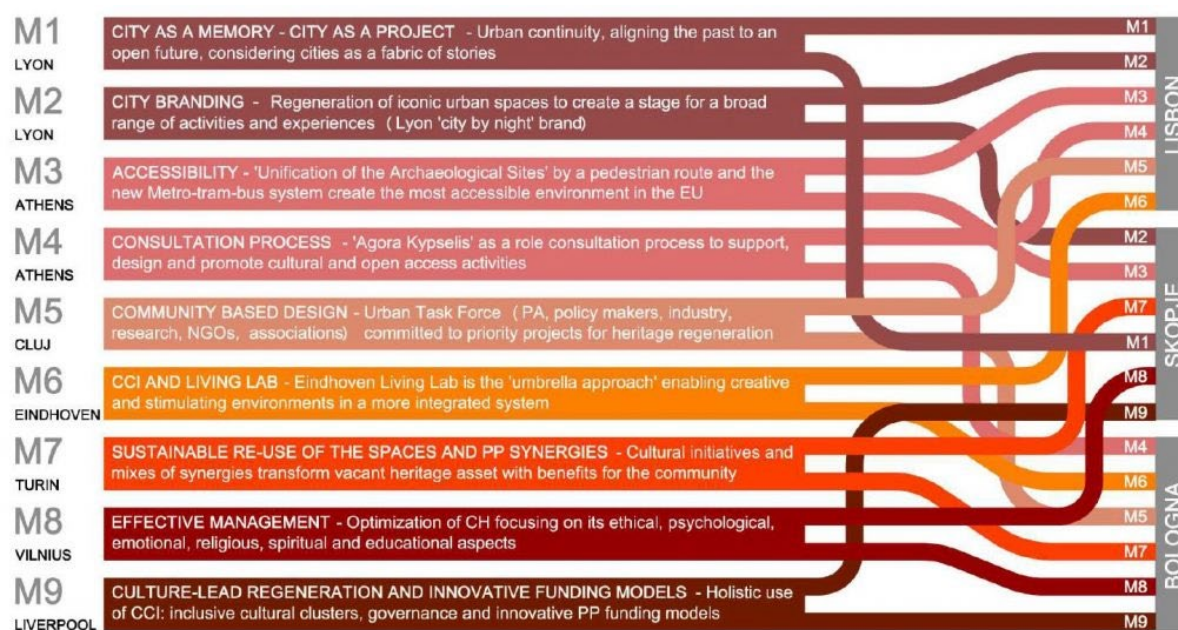 M1
LYON
CITY AS A MEMORY - CITY AS A PROJECT - Urban continuity, aligning the past to an
open future, considering cities as a fabric of stories
M2
LYON
CITY BRANDING - Regeneration of iconic urban spaces to create a stage for a broad
range of activities and experiences ( Lyon 'city by night' brand)
M3
ATHENS
ACCESSIBILITY - 'Unification of the Archaeological Sites' by a pedestrian route and the
new Metro-tram-bus system create the most accessible environment in the EU
M4
ATHENS
CONSULTATION PROCESS - 'Agora Kypselis' as a role consultation process to support,
design and promote cultural and open access activities
M5
CLUJ
COMMUNITY BASED DESIGN - Urban Task Force ( PA, policy makers, industry,
research, NGOs, associations) committed to priority projects for heritage regeneration
M6
EINDHOVEN
CCI AND LIVING LAB - Eindhoven Living Lab is the 'umbrella approach' enabling creative
and stimulating environments in a more integrated system
M7
TURIN
SUSTAINABLE RE-USE OF THE SPACES AND PP SYNERGIES - Cultural initiatives and
mixes of synergies transform vacant heritage asset with benefits for the community
M8
VILNIUS
EFFECTIVE MANAGEMENT - Optimization of CH focusing on its ethical, psychological,
emotional, religious, spiritual and educational aspects
M9
LIVERPOOL
CULTURE-LEAD REGENERATION AND INNOVATIVE FUNDING MODELS - Holistic use
of CCI: inclusive cultural clusters, governance and innovative PP funding models
M1
M2
M3
M4
M5
M6
LISBON
M2
M3
M7
M1
M8
M9
SKOPJE
M4
M6
M5
M7
M8
M9
BOLOGNA